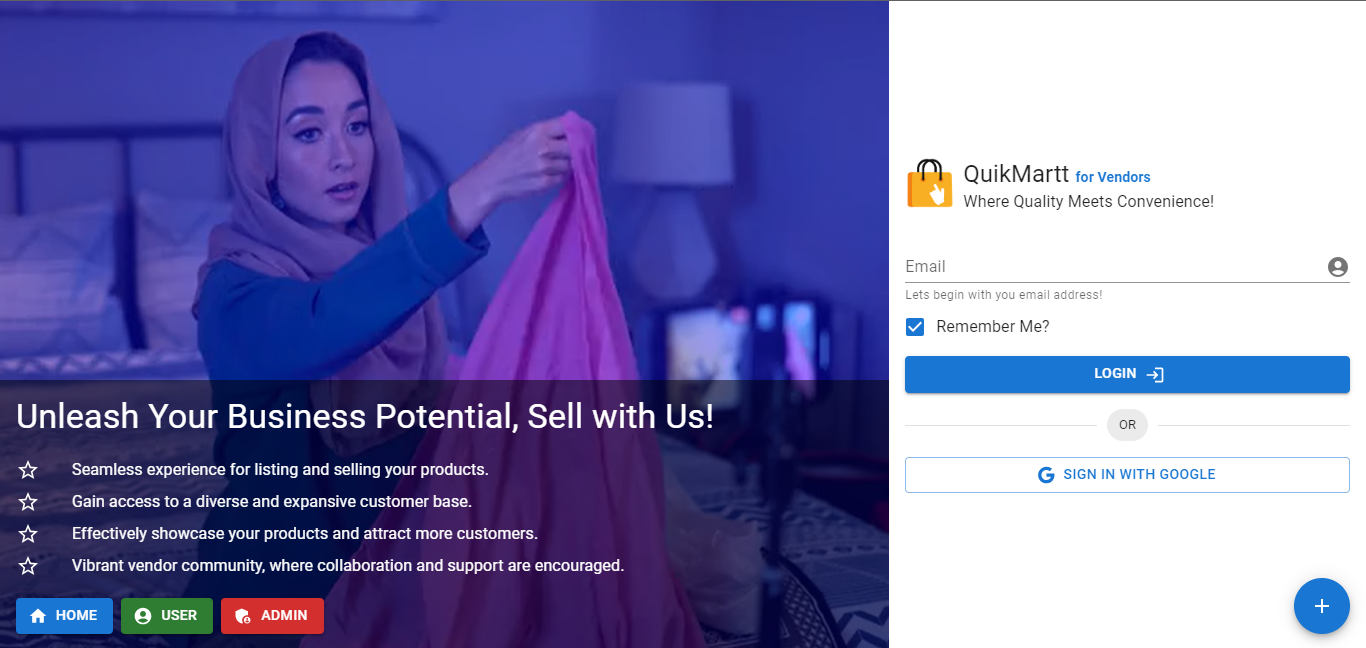 Unleash Your Business Potential, Sell with Us!
Seamless experience for listing and selling your products.
Gain access to a diverse and expansive customer base.
Effectively showcase your products and attract more customers.
Vibrant vendor community, where collaboration and support are encouraged.
HOME USER ADMIN
QuikMartt for Vendors
Where Quality Meets Convenience!
Email
Lets begin with you email address!
Remember Me?
LOGIN
OR
SIGN IN WITH GOOGLE